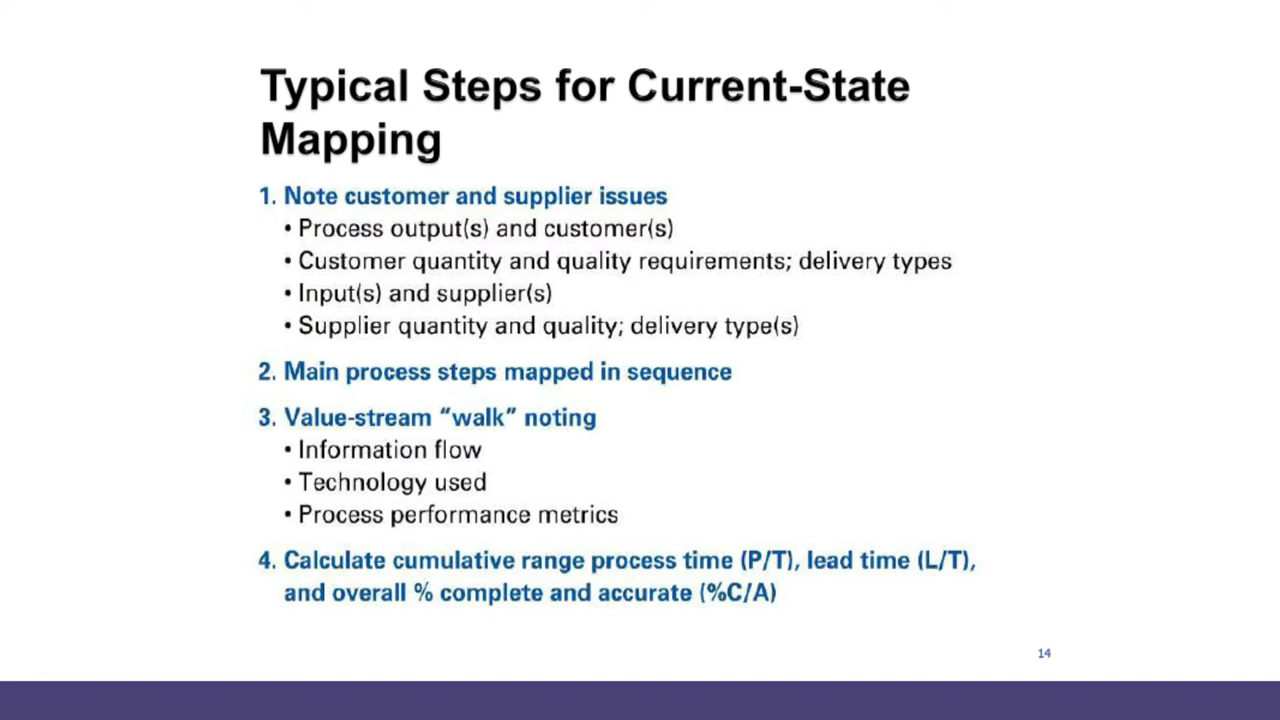 Typical Steps for Current-State
Mapping
1. Note customer and supplier issues
• Process output(s) and customer(s)
• Customer quantity and quality requirements; delivery types
• Input(s) and supplier(s)
• Supplier quantity and quality; delivery type(s)
2. Main process steps mapped in sequence
3. Value-stream “walk” noting
• Information flow
• Technology used
• Process performance metrics
4. Calculate cumulative range process time (P/T), lead time (L/T),
and overall % complete and accurate (%C/A)
14